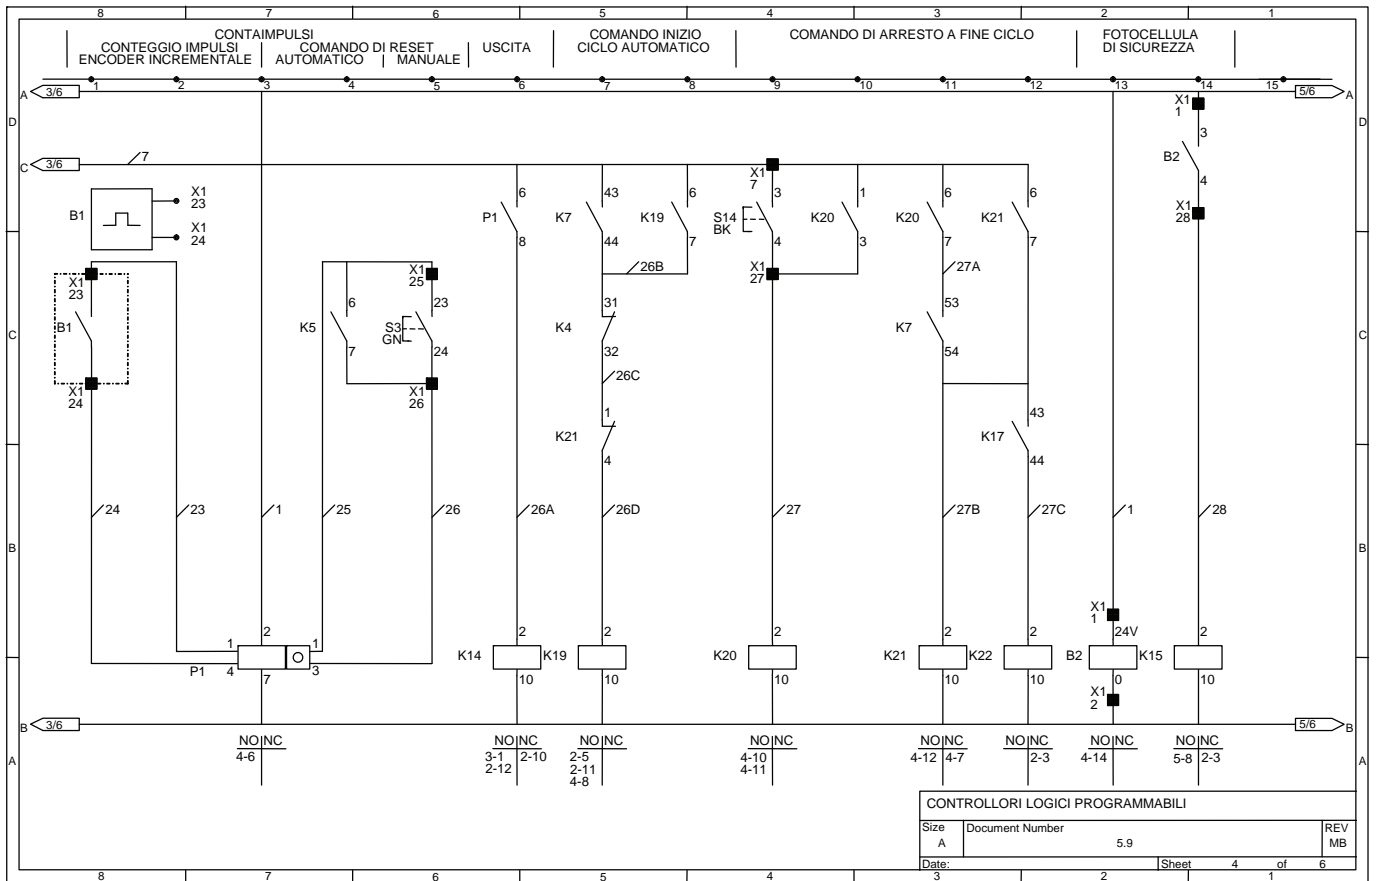 8 7 6 5 4 3 2 1
CONTAIMPULSI
CONTEGGIO IMPULSI
ENCODER INCREMENTALE
COMANDO DI RESET
AUTOMATICO
MANUALE
USCITA
COMANDO INIZIO
CICLO AUTOMATICO
COMANDO DI ARRESTO A FINE CICLO
FOTOCELLULA
DI SICUREZZA
1 2 3 4 5 6 7 8 9 10 11 12 13 14 15
A 3/6 5/6 A
D D
X1
1
3
B2
4
X1
28
C 3/6 7
B1
X1
23
X1
24
6
P1
8
43
K7
44
6
K19
7
26B
X1
7
3
S14
BK
4
X1
27
1
K20
3
6
K20
7
27A
6
K21
7
X1
23
B1
X1
24
6
K5
7
X1
25
23
S3
GN
24
X1
26
C C
31
K4
32
26C
1
K21
4
53
K7
54
43
K17
44
24 23 1 25 26 26A 26D 27 27B 27C 1 28
B B
X1
1
24V
1 2 1
P1 4 7 3
2
K14
10
2
K19
10
2
K20
10
2
K21
10
2
K22
10
B2
0
X1
2
2
K15
10
B 3/6 5/6 B
NO NC
4-6
NO NC
3-1 2-10
2-12
NO NC
2-5
2-11
4-8
NO NC
4-10
4-11
NO NC
4-12 4-7
NO NC
2-3
NO NC
4-14
NO NC
5-8 2-3
A A
CONTROLLORI LOGICI PROGRAMMABILI
Size Document Number REV
A 5.9 MB
Date: Sheet 4 of 6
8 7 6 5 4 3 2 1